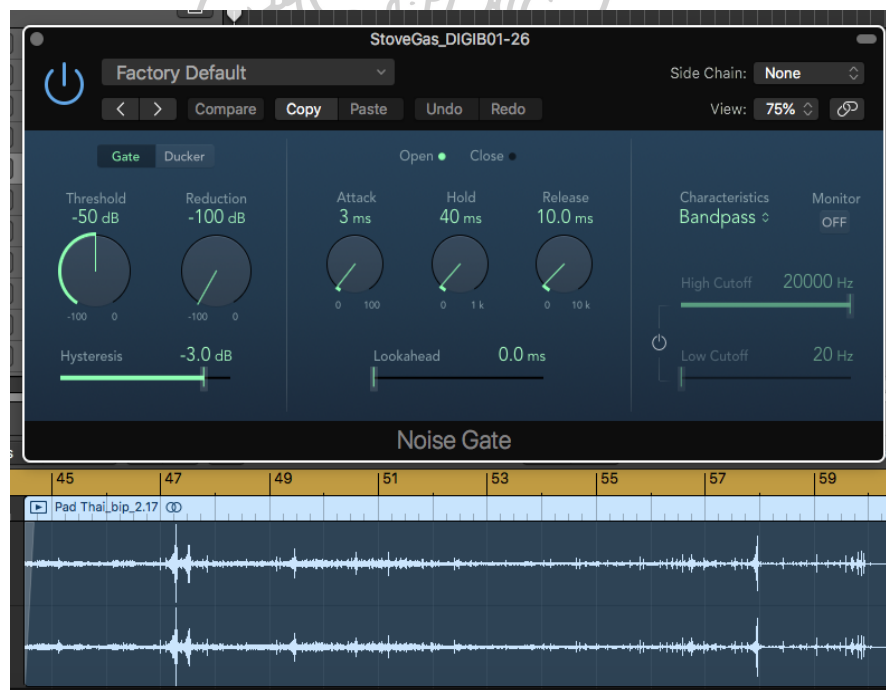 StoveGas_DIGIB01-26
Factory Default
Side Chain: None
Compare Copy Paste Undo Redo
View: 75%
Gate Ducker
Open Close
Threshold Reduction Attack Hold Release Characteristics Monitor
-50 dB -100 dB 3 ms 40 ms 10.0 ms Bandpass OFF
High Cutoff 20000 Hz
-100 0 -100 0 0 100 0 1 k 0 10 k
Hysteresis -3.0 dB Lookahead 0.0 ms Low Cutoff 20 Hz
Noise Gate
45 47 49 51 53 55 57 59
Pad Thai_bip_2.17